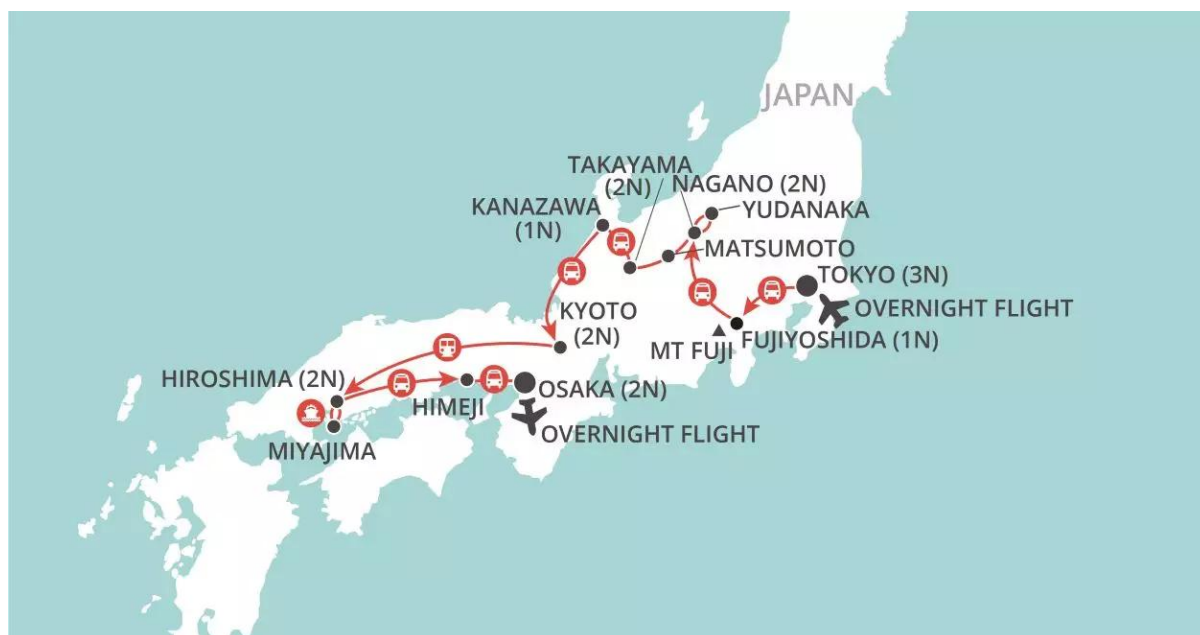 JAPAN
TAKAYAMA
(2N)
NAGANO (2N)
YUDANAKA
KANAZAWA
(1N)
MATSUMOTO
TOKYO (3N)
OVERNIGHT FLIGHT
FUJIYOSHIDA (1N)
MT FUJI
KYOTO
(2N)
HIROSHIMA (2N)
HIMEJI
OSAKA (2N)
OVERNIGHT FLIGHT
MIYAJIMA